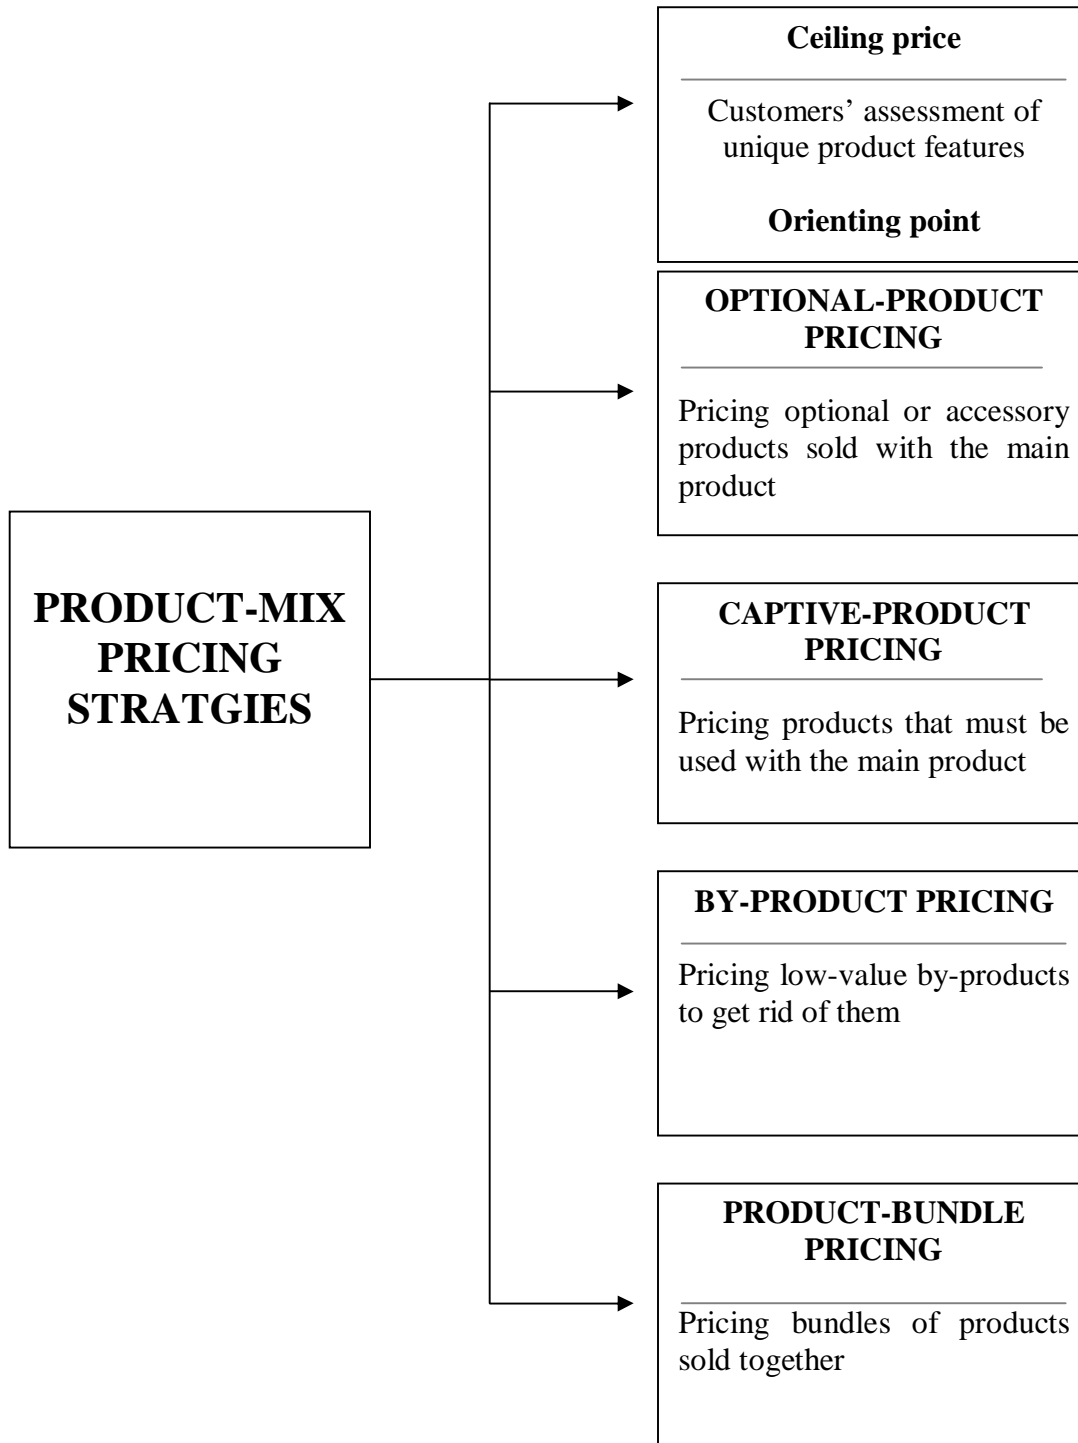 Ceiling price
Customers’ assessment of
unique product features
Orienting point
OPTIONAL-PRODUCT
PRICING
Pricing optional or accessory
products sold with the main
product
PRODUCT-MIX
PRICING
STRATGIES
CAPTIVE-PRODUCT
PRICING
Pricing products that must be
used with the main product
BY-PRODUCT PRICING
Pricing low-value by-products
to get rid of them
PRODUCT-BUNDLE
PRICING
Pricing bundles of products
sold together